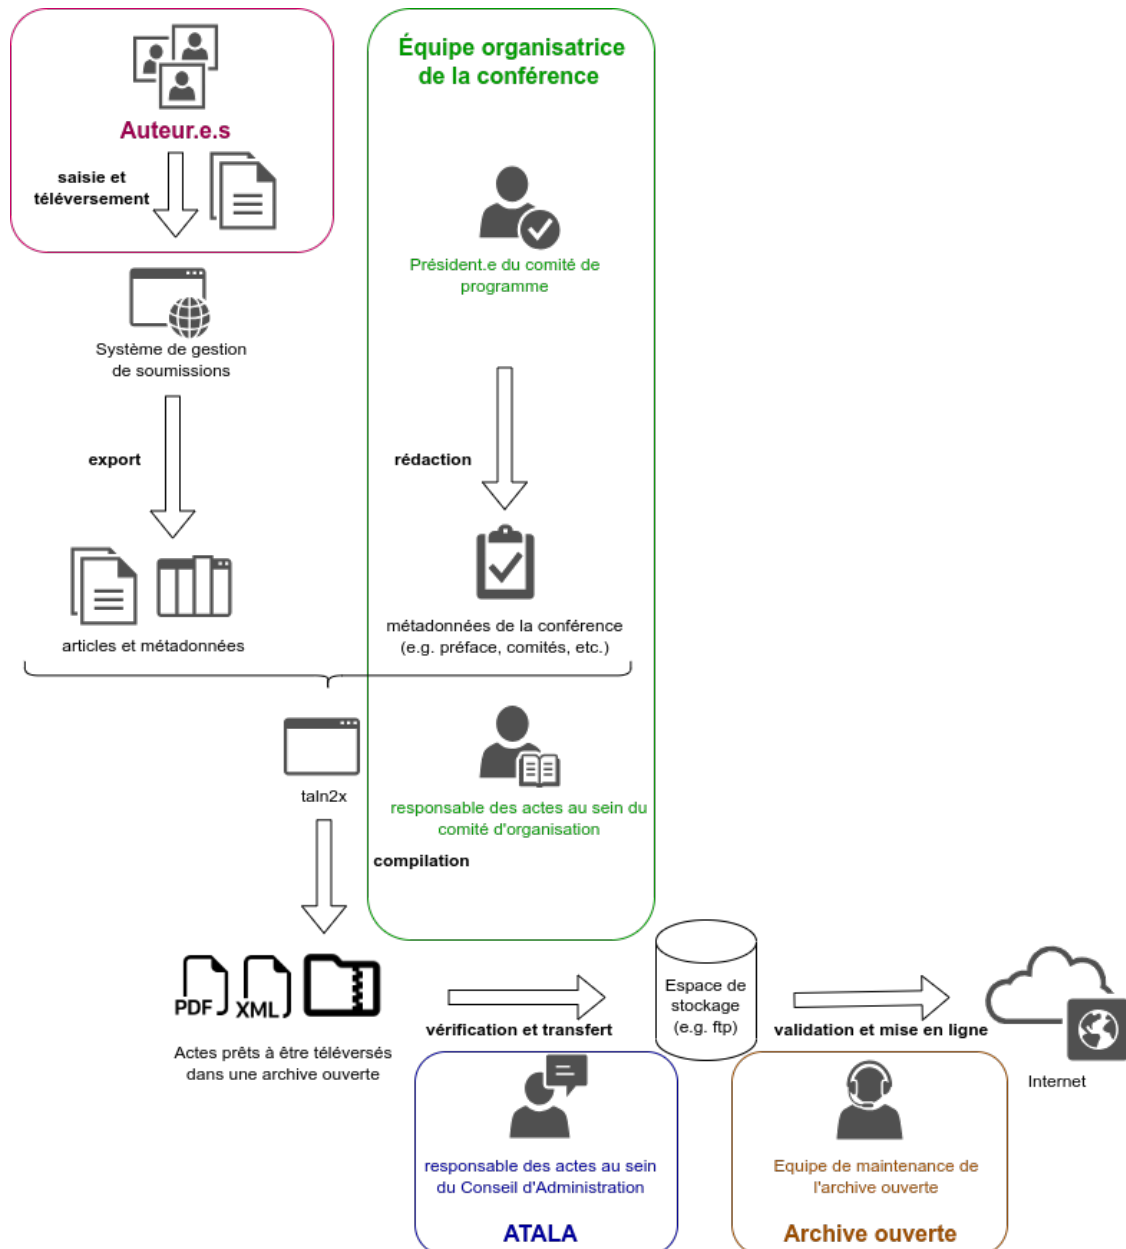 Auteur.e.s
saisie et
téléversement
Système de gestion
de soumissions
export
articles et métadonnées
Équipe organisatrice
de la conférence
Président.e du comité de
programme
rédaction
métadonnées de la conférence
(e.g. préface, comités, etc.)
taln2x
responsable des actes au sein du
comité d'organisation
compilation
PDF
XML
Actes prêts à être téléversés
dans une archive ouverte
vérification et transfert
Espace de
stockage
(e.g. ftp)
validation et mise en ligne
Internet
responsable des actes au sein
du Conseil d'Administration
ATALA
Equipe de maintenance de
l'archive ouverte
Archive ouverte